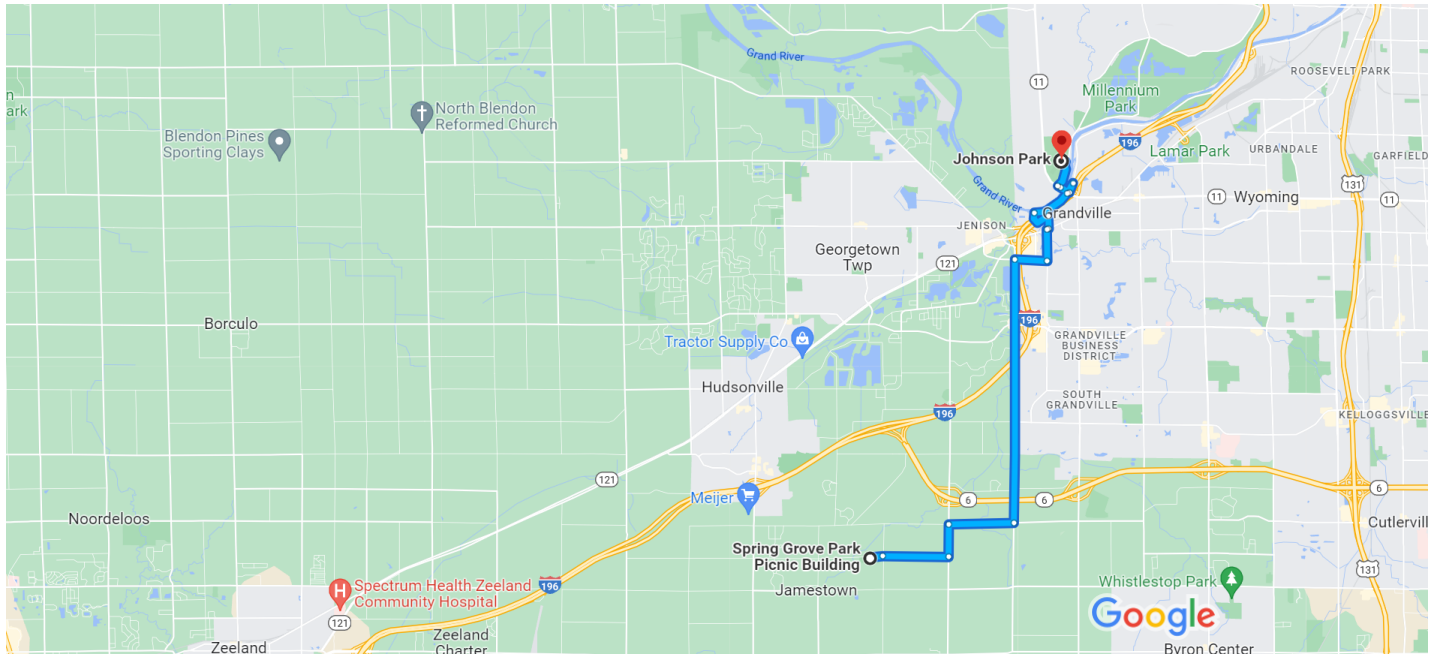 Grand River
11
ROOSEVELT PARK
n
ark
Millennium
Park
North Blendon
Reformed Church
Blendon Pines
Sporting Clays
196
Lamar Park
URBANDALE
GARFIELD
Johnson Park
131
Grand River
11
Wyoming
11
Grandville
JENISON
Georgetown
Twp
121
Borculo
196
Tractor Supply Co
GRANDVILLE
BUSINESS
DISTRICT
Hudsonville
SOUTH
GRANDVILLE
196
KELLOGGSVILLE
121
Meijer
6
6
6
Noordeloos
Cutlervill
Spring Grove Park
Picnic Building
Jamestown
131
Spectrum Health Zeeland
Community Hospital
196
Whistlestop Park
121
Google
Zeeland
Zeeland
Charter
Byron Center